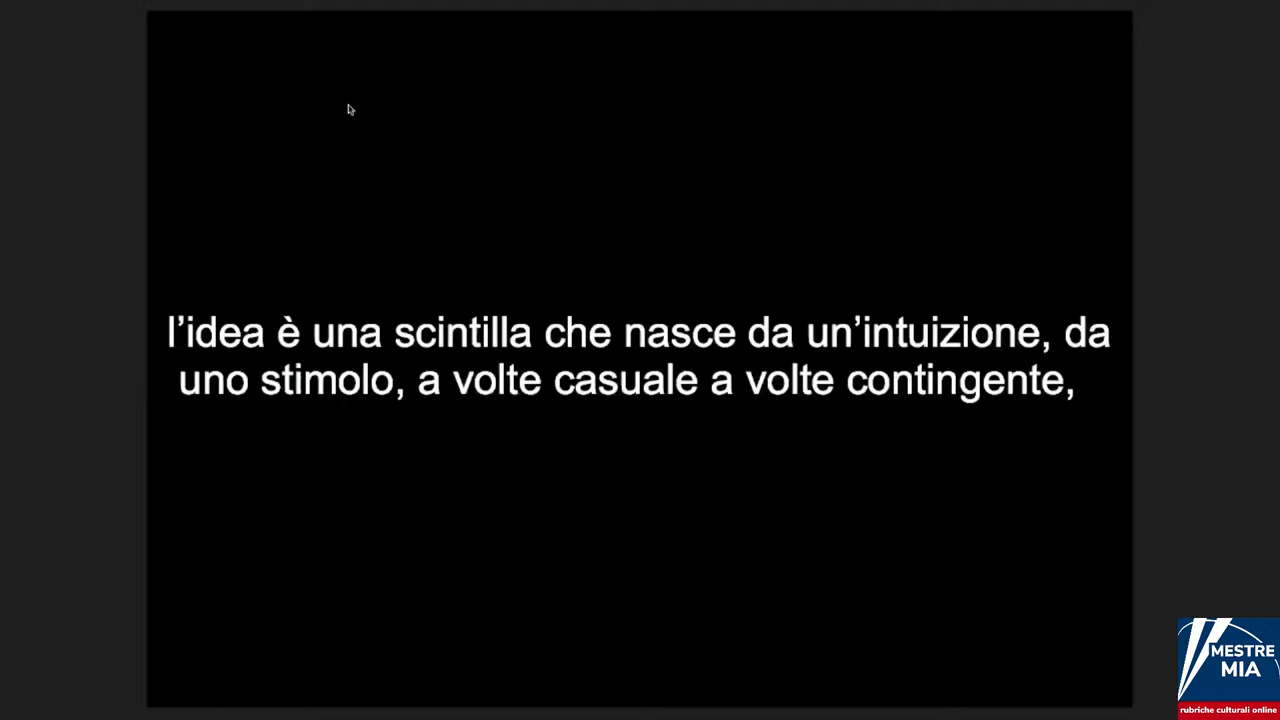 l’idea è una scintilla che nasce da un’intuizione, da
uno stimolo, a volte casuale a volte contingente,
MESTRE
MIA
rubriche culturali online